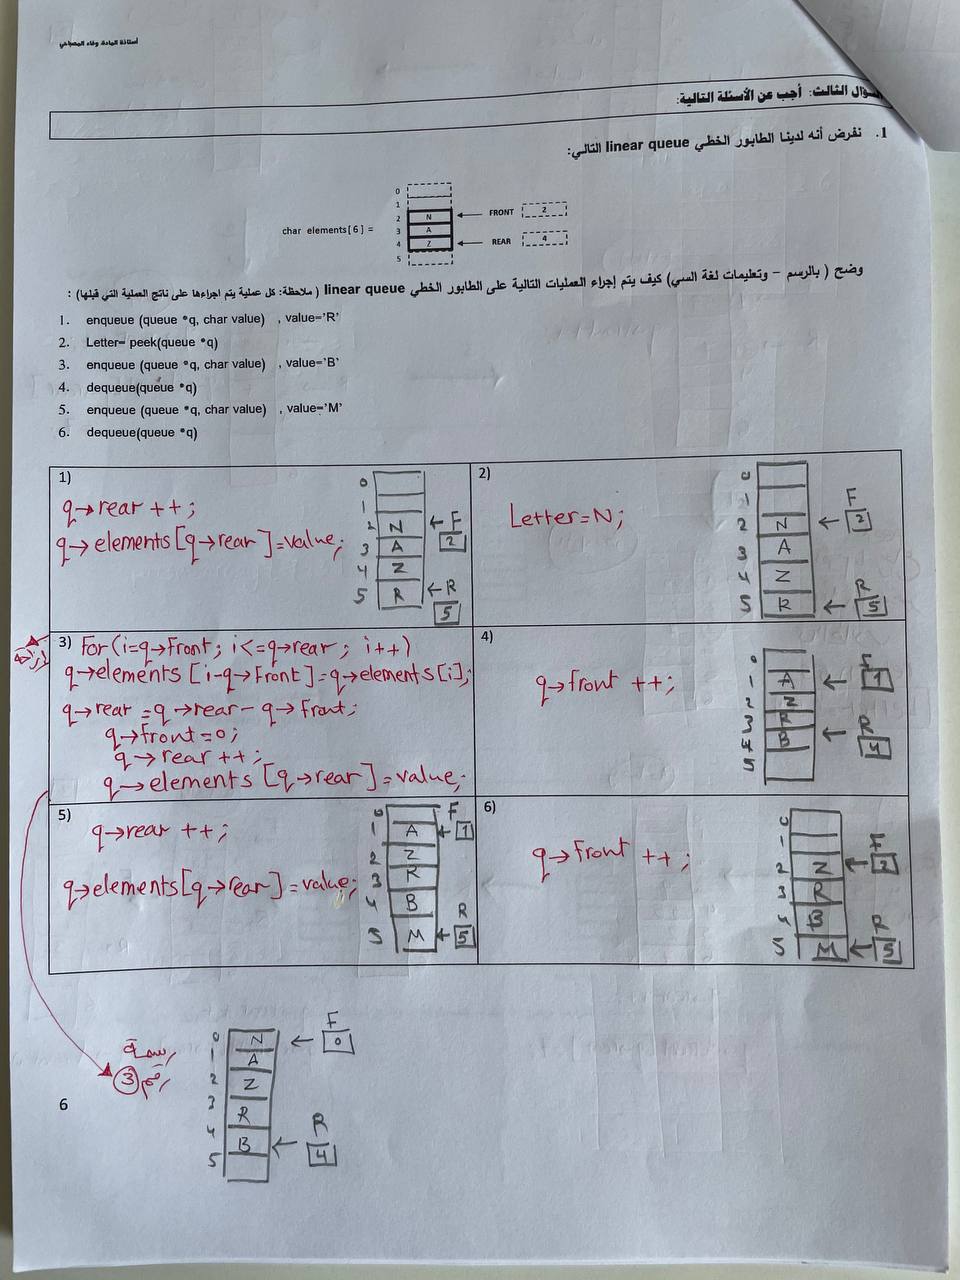 أستاذة المادة: وفاء المصباحي
سؤال الثالث: أجب عن الأسئلة التالية:
1. نفرض أنه لدينا الطابور الخطي linear queue التالي:
char elements[6] =
0
1
2 N FRONT 2
3 A
4 Z REAR 4
5
وضح ( بالرسم – وتعليمات لغة السي) كيف يتم إجراء العمليات التالية على الطابور الخطي linear queue ( ملاحظة: كل عملية يتم اجراءها على ناتج العملية التي قبلها) :
1. enqueue (queue *q, char value) , value='R'
2. Letter= peek(queue *q)
3. enqueue (queue *q, char value) , value='B'
4. dequeue(queue *q)
5. enqueue (queue *q, char value) , value='M'
6. dequeue(queue *q)
1)
q→rear ++;
q→elements[q→rear]=value;
0
1
2 N ← F 2
3 A
4 Z
5 R ← R 5
2)
Letter=N;
0
1
2 N ← F 2
3 A
4 Z
5 R ← R 5
3) For(i=q→Front; i<=q→rear; i++)
q→elements [i-q→Front]=q→elements[i];
q→rear=q→rear-q→Front;
q→front=0;
q→rear++;
q→elements [q→rear]=value;
4)
q→front ++;
0
1 A ← F 1
2 Z
3 R
4 B ← R 4
5
5)
q→rear ++;
q→elements[q→rear]=value;
0
1 A ← F 1
2 Z
3 R
4 B
5 M ← R 5
6)
q→Front ++;
0
1
2 Z ← F 2
3 R
4 B
5 M ← R 5
رسمة
رقم 3
0 N ← F 0
1 A
2 Z
3 R
4 B ← R 4
5
6